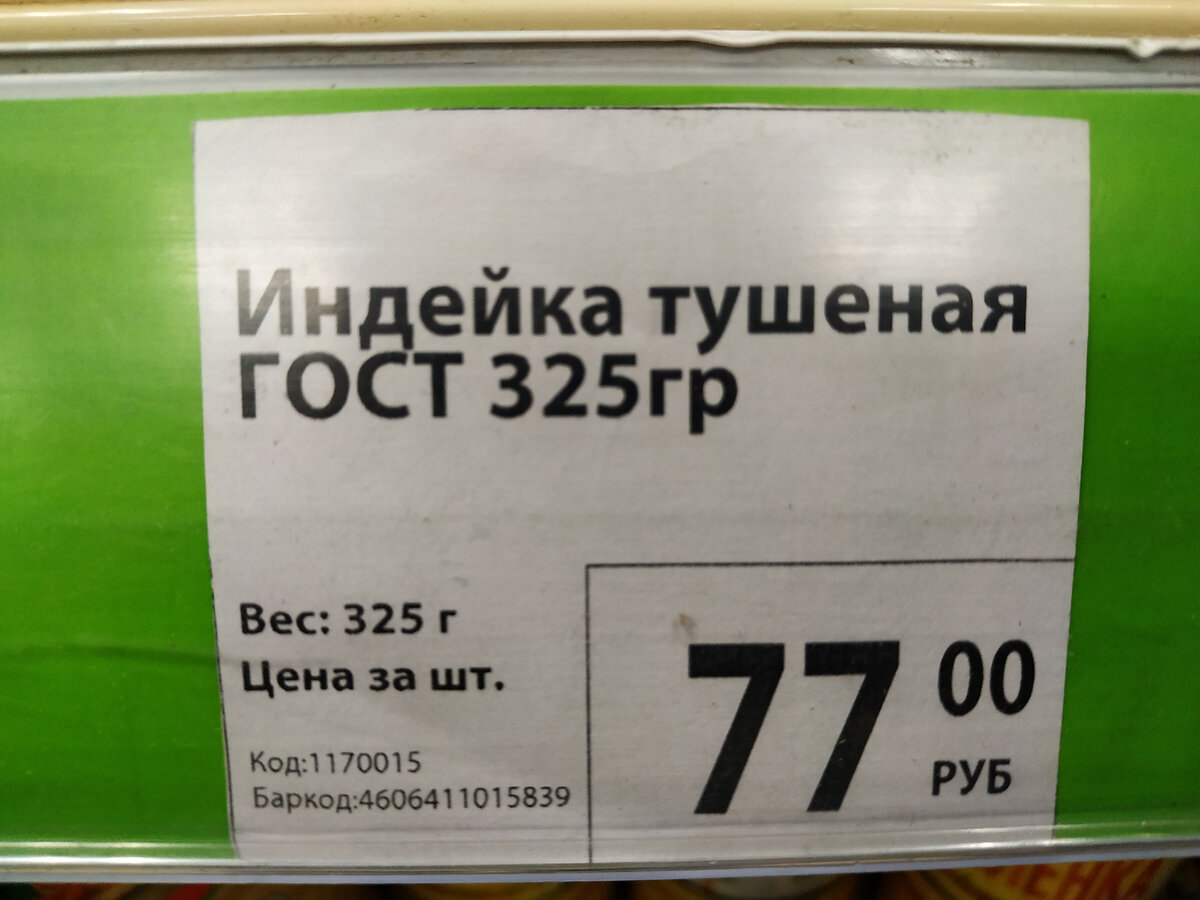 Индейка тушеная
ГОСТ 325гр
Вес: 325 г
Цена за шт.
77 00
РУБ
Код:1170015
Баркод:4606411015839